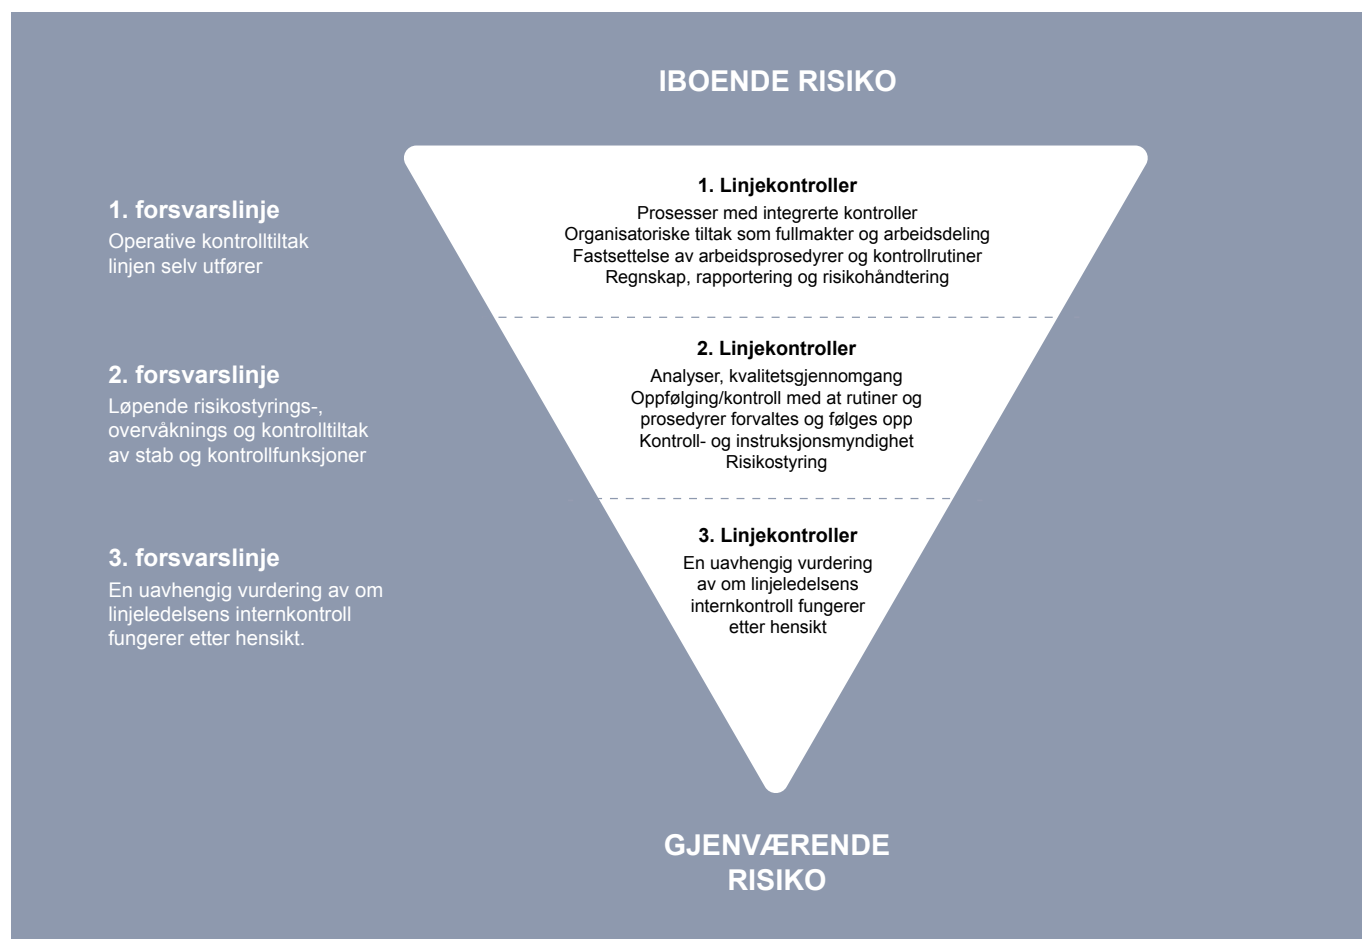 IBOENDE RISIKO
1. forsvarslinje
Operative kontrolltiltak
linjen selv utfører
1. Linjekontroller
Prosesser med integrerte kontroller
Organisatoriske tiltak som fullmakter og arbeidsdeling
Fastsettelse av arbeidsprosedyrer og kontrollrutiner
Regnskap, rapportering og risikohåndtering
2. forsvarslinje
Løpende risikostyrings-,
overvåknings og kontrolltiltak
av stab og kontrollfunksjoner
2. Linjekontroller
Analyser, kvalitetsgjennomgang
Oppfølging/kontroll med at rutiner og
prosedyrer forvaltes og følges opp
Kontroll- og instruksjonsmyndighet
Risikostyring
3. forsvarslinje
En uavhengig vurdering av om
linjeledelsens internkontroll
fungerer etter hensikt.
3. Linjekontroller
En uavhengig vurdering
av om linjeledelsens
internkontroll fungerer
etter hensikt
GJENVÆRENDE
RISIKO